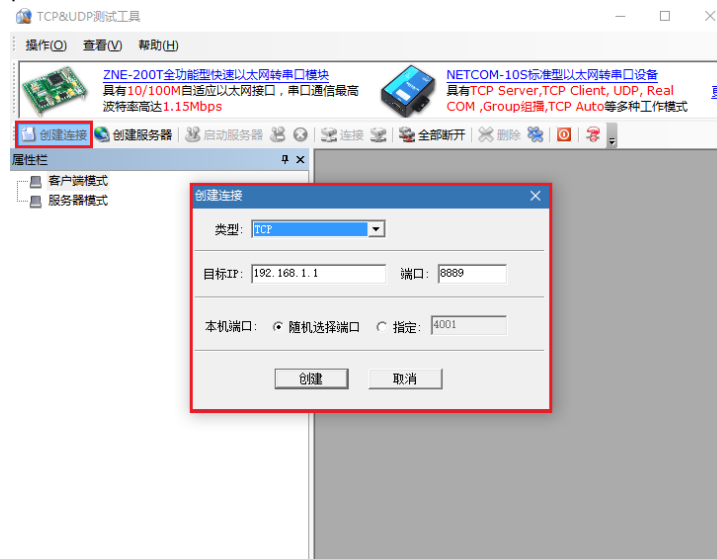 TCP&UDP测试工具
操作(O) 查看(V) 帮助(H)
ZNE-200T全功能型快速以太网转串口模块
具有10/100M自适应以太网接口，串口通信最高
波特率高达1.15Mbps
NETCOM-10S标准型以太网转串口设备
具有TCP Server,TCP Client, UDP, Real
COM ,Group组播,TCP Auto等多种工作模式
创建连接 创建服务器 启动服务器 连接 全部断开 删除
属性栏
客户端模式
服务器模式
创建连接
类型: TCP
目标IP: 192.168.1.1 端口: 8889
本机端口: 随机选择端口 指定: 4001
创建 取消